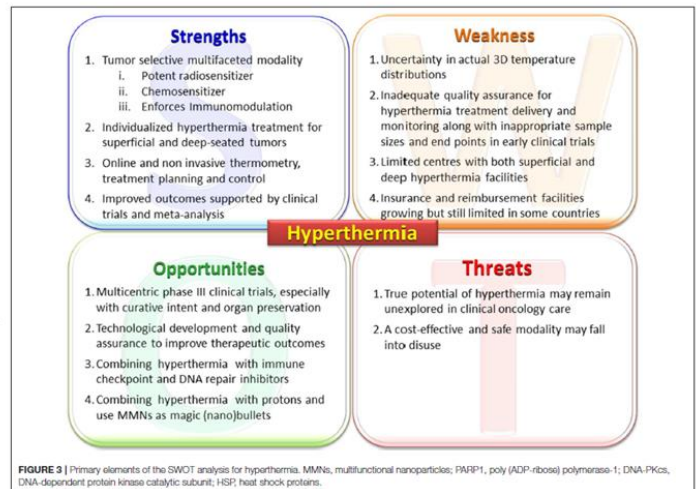 Strengths
1. Tumor selective multifaceted modality
i. Potent radiosensitizer
ii. Chemosensitizer
iii. Enforces Immunomodulation
2. Individualized hyperthermia treatment for
superficial and deep-seated tumors
3. Online and non invasive thermometry,
treatment planning and control
4. Improved outcomes supported by clinical
trials and meta-analysis
Weakness
1. Uncertainty in actual 3D temperature
distributions
2. Inadequate quality assurance for
hyperthermia treatment delivery and
monitoring along with inappropriate sample
sizes and end points in early clinical trials
3. Limited centres with both superficial and
deep hyperthermia facilities
4. Insurance and reimbursement facilities
growing but still limited in some countries
Hyperthermia
Opportunities
1. Multicentric phase III clinical trials, especially
with curative intent and organ preservation
2. Technological development and quality
assurance to improve therapeutic outcomes
3. Combining hyperthermia with immune
checkpoint and DNA repair inhibitors
4. Combining hyperthermia with protons and
use MMNs as magic (nano)bullets
Threats
1. True potential of hyperthermia may remain
unexplored in clinical oncology care
2. A cost-effective and safe modality may fall
into disuse
S
W
O
T
FIGURE 3 | Primary elements of the SWOT analysis for hyperthermia. MMNs, multifunctional nanoparticles; PARP1, poly (ADP-ribose) polymerase-1; DNA-PKcs,
DNA-dependent protein kinase catalytic subunit; HSP, heat shock proteins.